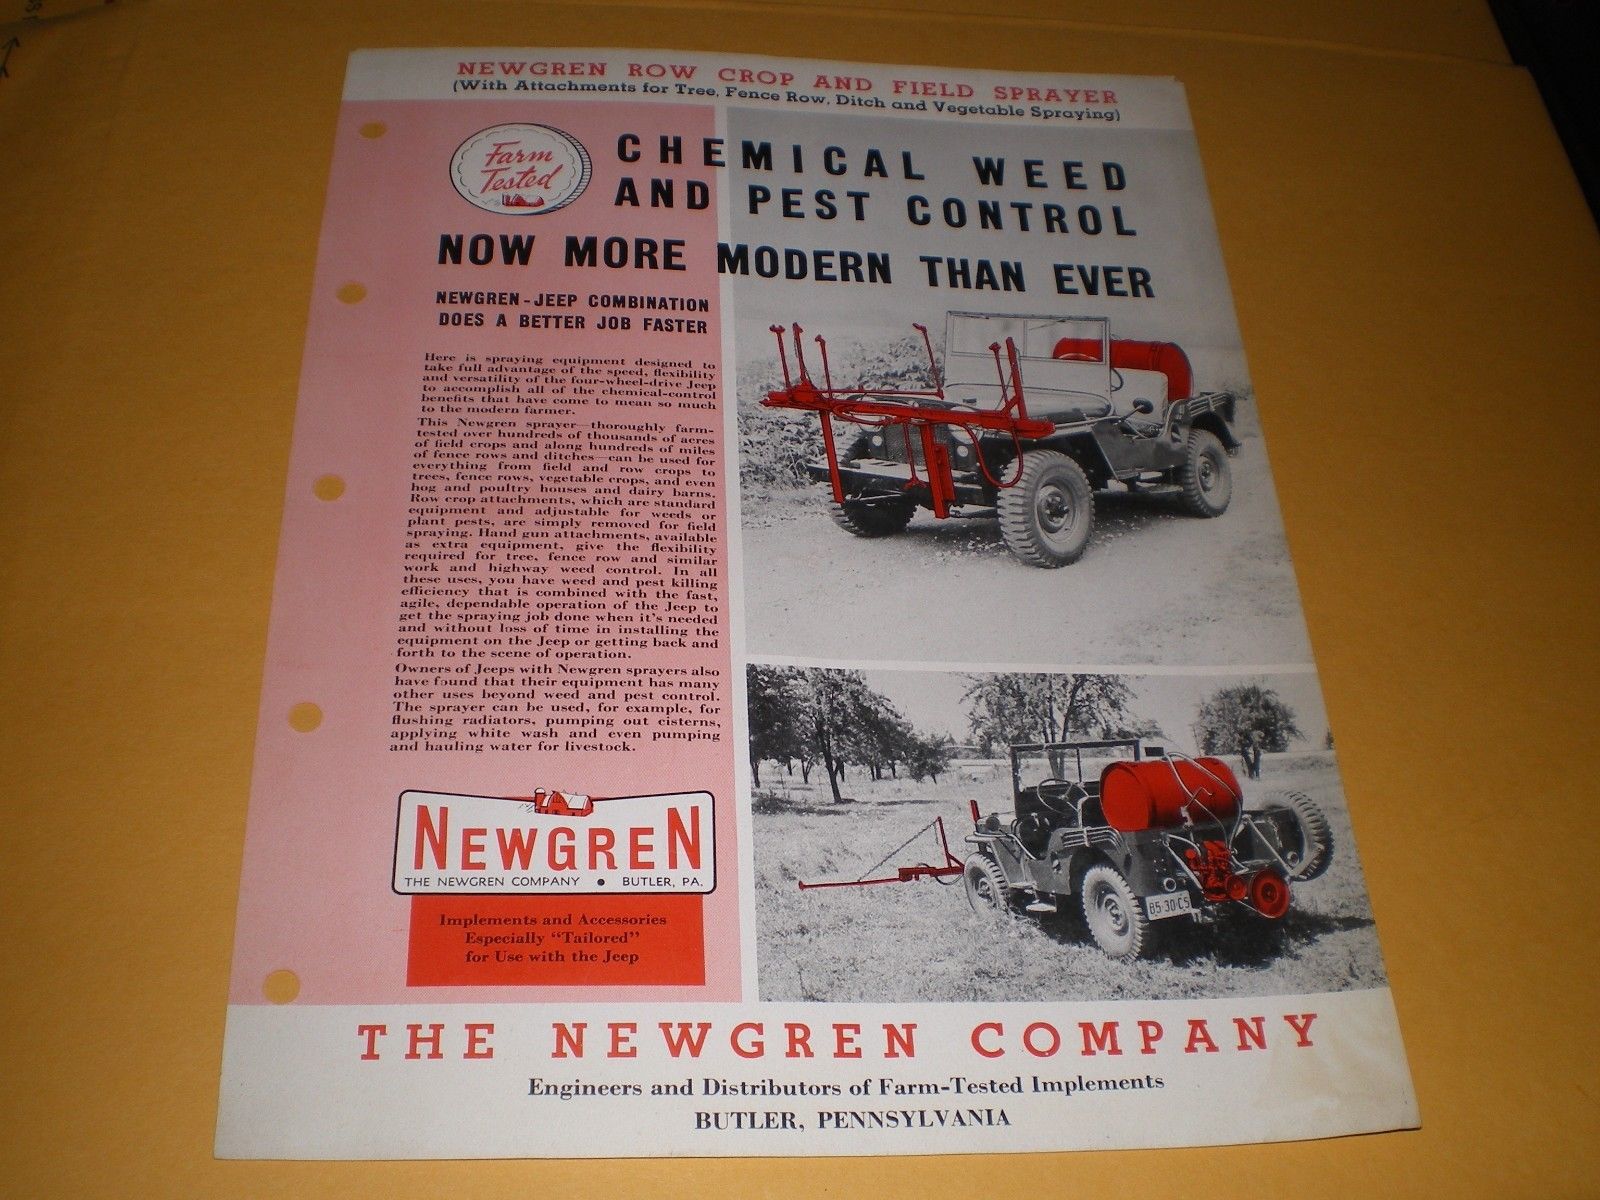 NEWGREN ROW CROP AND FIELD SPRAYER
(With Attachments for Tree, Fence Row, Ditch and Vegetable Spraying)
Farm
Tested
CHEMICAL WEED
AND PEST CONTROL
NOW MORE MODERN THAN EVER
NEWGREN-JEEP COMBINATION
DOES A BETTER JOB FASTER
Here is spraying equipment designed to
take full advantage of the speed, flexibility
and versatility of the four-wheel-drive Jeep
to accomplish all of the chemical-control
benefits that have come to mean so much
to the modern farmer.
This Newgren sprayer—thoroughly farm-
tested over hundreds of thousands of acres
of field crops and along hundreds of miles
of fence rows and ditches—can be used for
everything from field and row crops to
trees, fence rows, vegetable crops, and even
hog and poultry houses and dairy barns.
Row crop attachments, which are standard
equipment and adjustable for weeds or
plant pests, are simply removed for field
spraying. Hand gun attachments, available
as extra equipment, give the flexibility
required for tree, fence row and similar
work and highway weed control. In all
these uses, you have weed and pest killing
efficiency that is combined with the fast,
agile, dependable operation of the Jeep to
get the spraying job done when it's needed
and without loss of time in installing the
equipment on the Jeep or getting back and
forth to the scene of operation.
Owners of Jeeps with Newgren sprayers also
have found that their equipment has many
other uses beyond weed and pest control.
The sprayer can be used, for example, for
flushing radiators, pumping out cisterns,
applying white wash and even pumping
and hauling water for livestock.
NEWGREN
THE NEWGREN COMPANY • BUTLER, PA.
Implements and Accessories
Especially "Tailored"
for Use with the Jeep
85-30-C5
THE NEWGREN COMPANY
Engineers and Distributors of Farm-Tested Implements
BUTLER, PENNSYLVANIA